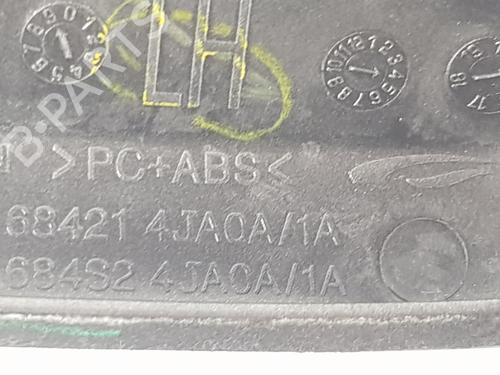 LH
>PC+ABS<
68421 4JA0A/1A
684S2 4JA0A/1A
B-PARTS